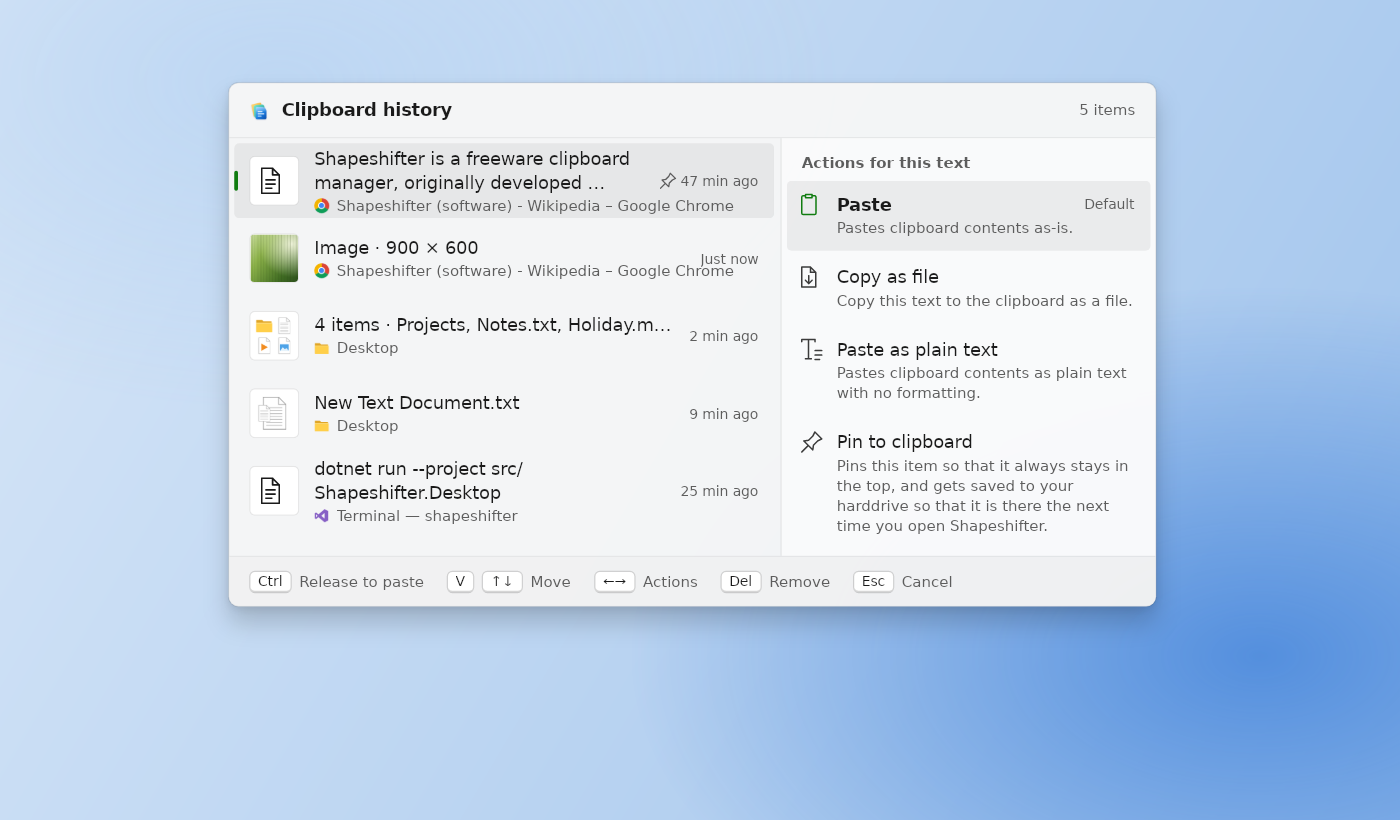 Clipboard history
5 items
Shapeshifter is a freeware clipboard
manager, originally developed …
47 min ago
Shapeshifter (software) - Wikipedia – Google Chrome
Image · 900 × 600
Just now
Shapeshifter (software) - Wikipedia – Google Chrome
4 items · Projects, Notes.txt, Holiday.m…
2 min ago
Desktop
New Text Document.txt
9 min ago
Desktop
dotnet run --project src/
Shapeshifter.Desktop
25 min ago
Terminal — shapeshifter
Actions for this text
Paste
Default
Pastes clipboard contents as-is.
Copy as file
Copy this text to the clipboard as a file.
Paste as plain text
Pastes clipboard contents as plain text
with no formatting.
Pin to clipboard
Pins this item so that it always stays in
the top, and gets saved to your
harddrive so that it is there the next
time you open Shapeshifter.
Ctrl Release to paste V ↑↓ Move ←→ Actions Del Remove Esc Cancel